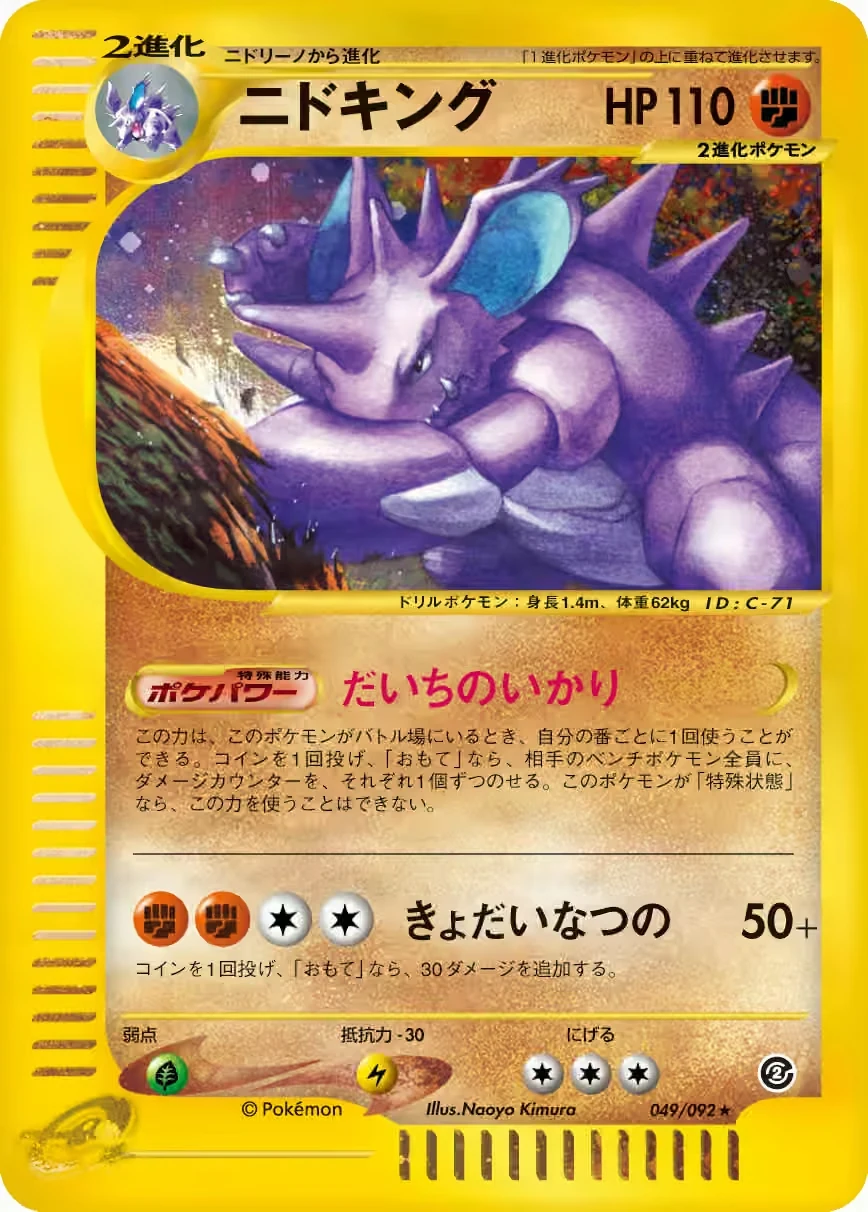 2進化
ニドリーノから進化
「1進化ポケモン」の上に重ねて進化させます。
ニドキング
HP 110
2進化ポケモン
ドリルポケモン：身長1.4m、体重62kg ID：C-71
ポケパワー
特殊能力
だいちのいかり
この力は、このポケモンがバトル場にいるとき、自分の番ごとに1回使うことが
できる。コインを1回投げ、「おもて」なら、相手のベンチポケモン全員に、
ダメージカウンターを、それぞれ1個ずつのせる。このポケモンが「特殊状態」
なら、この力を使うことはできない。
きょだいなつの 50+
コインを1回投げ、「おもて」なら、30ダメージを追加する。
弱点 抵抗力 -30 にげる
© Pokémon Illus.Naoyo Kimura 049/092★
2
e